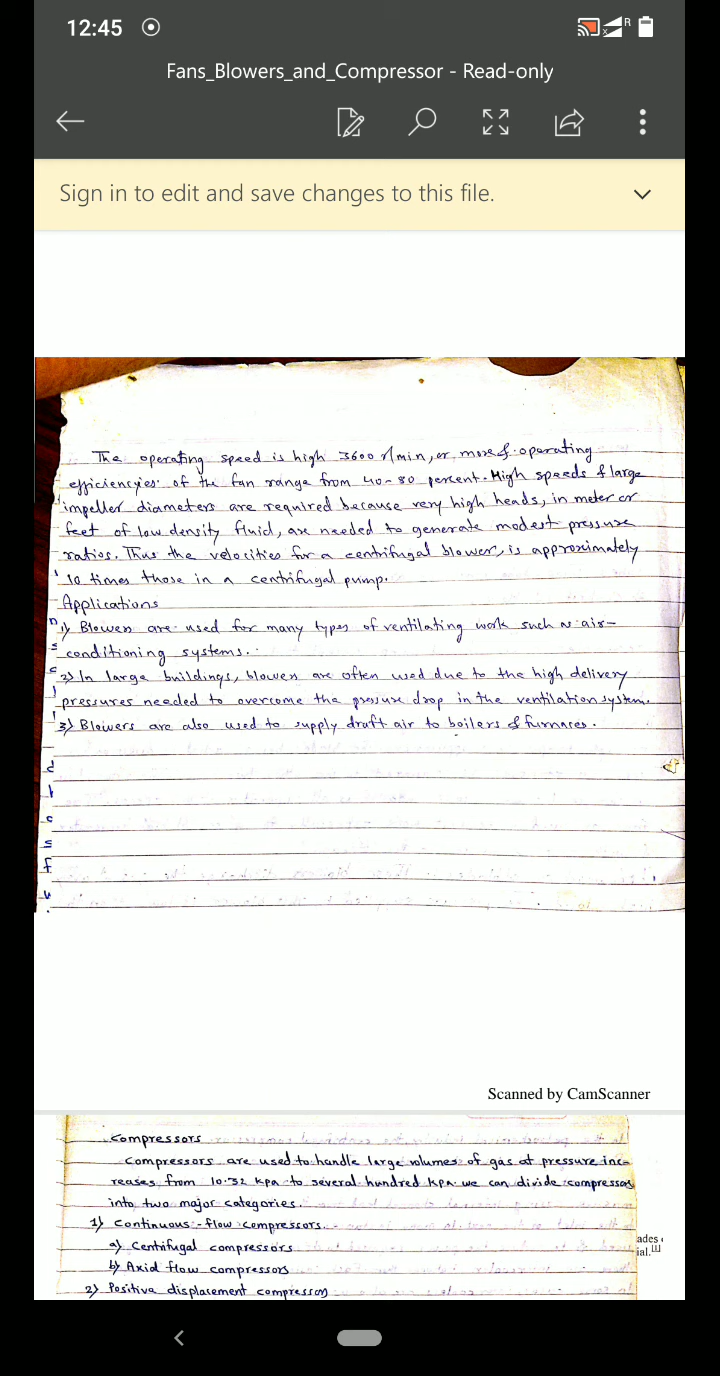 12:45
R
x
Fans_Blowers_and_Compressor - Read-only
Sign in to edit and save changes to this file.
The operating speed is high 3600 r/min, or more & operating
efficiencyies of the fan range from 40-80 percent. High speeds & large
impeller diameters are required because very high heads, in meter or
feet of low density fluid, are needed to generate modest pressure
ratios. Thus the velocities for a centrifugal blower, is approximately
10 times those in a centrifugal pump.
Applications
1) Blowers are used for many types of ventilating work such as air-
conditioning systems.
2) In large buildings, blowers are often used due to the high delivery
pressures needed to overcome the pressure drop in the ventilation system.
3) Blowers are also used to supply draft air to boilers & furnaces.
Scanned by CamScanner
Compressors
Compressors are used to handle large volumes of gas at pressure inc-
reases from 10.32 kpa to several hundred kpa. we can divide compressors
into two major categories.
1) Continuous - flow compressors.
a) Centrifugal compressors
ades
ial.[1]
b) Axial flow compressors
2) Positive displacement compressors